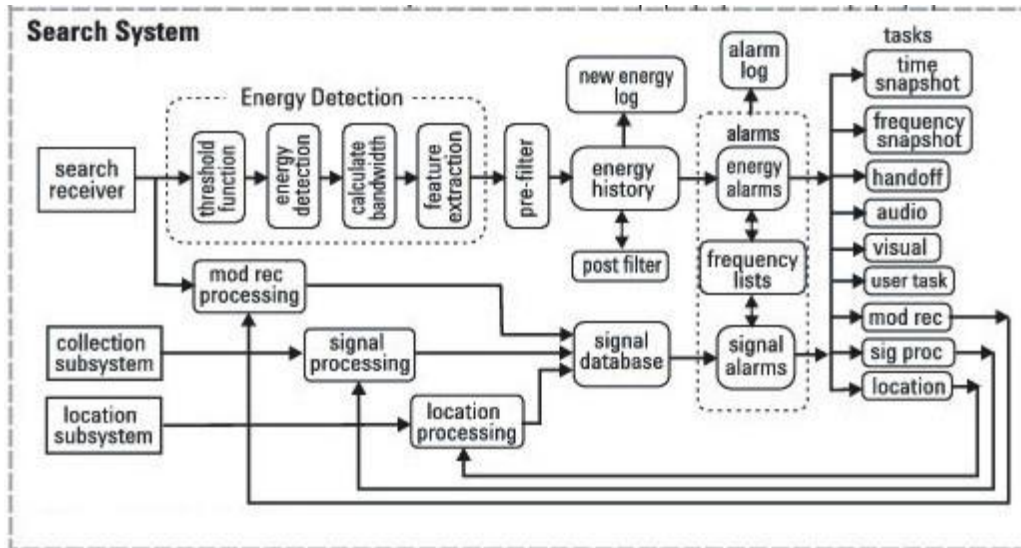 Search System
tasks
time
snapshot
frequency
snapshot
handoff
audio
visual
user task
mod rec
sig proc
location
alarm
log
new energy
log
Energy Detection
search
receiver
threshold
function
energy
detection
calculate
bandwidth
feature
extraction
pre-filter
energy
history
post filter
alarms
energy
alarms
frequency
lists
signal
alarms
mod rec
processing
collection
subsystem
signal
processing
signal
database
location
subsystem
location
processing